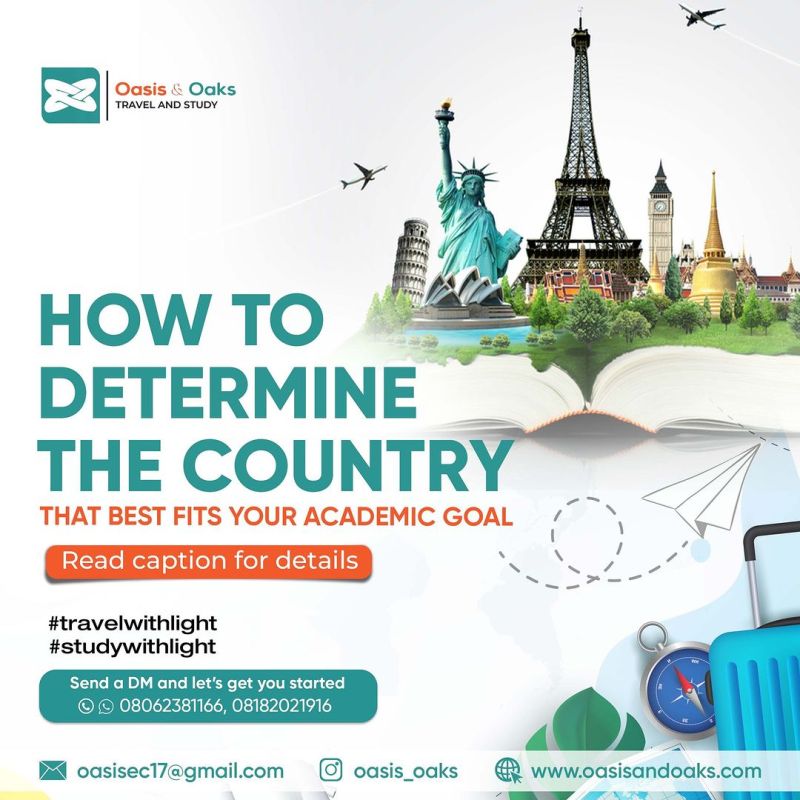 Oasis & Oaks
TRAVEL AND STUDY
HOW TO
DETERMINE
THE COUNTRY
THAT BEST FITS YOUR ACADEMIC GOAL
Read caption for details
#travelwithlight
#studywithlight
Send a DM and let's get you started
08062381166, 08182021916
oasisec17@gmail.com
oasis_oaks
www.oasisandoaks.com